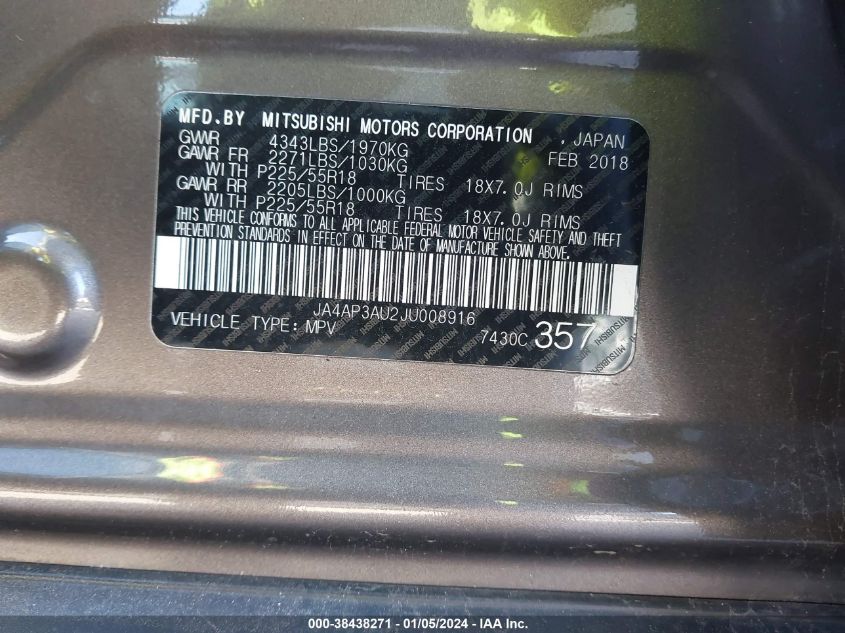 MFD.BY MITSUBISHI MOTORS CORPORATION , JAPAN
GVWR 4343LBS/1970KG FEB 2018
GAWR FR 2271LBS/1030KG
WITH P225/55R18 TIRES 18X7.0J RIMS
GAWR RR 2205LBS/1000KG
WITH P225/55R18 TIRES 18X7.0J RIMS
THIS VEHICLE CONFORMS TO ALL APPLICABLE FEDERAL MOTOR VEHICLE SAFETY AND THEFT
PREVENTION STANDARDS IN EFFECT ON THE DATE OF MANUFACTURE SHOWN ABOVE.
JA4AP3AU2JU008916
VEHICLE TYPE: MPV 7430C 357
000-38438271 - 01/05/2024 - IAAI.COM